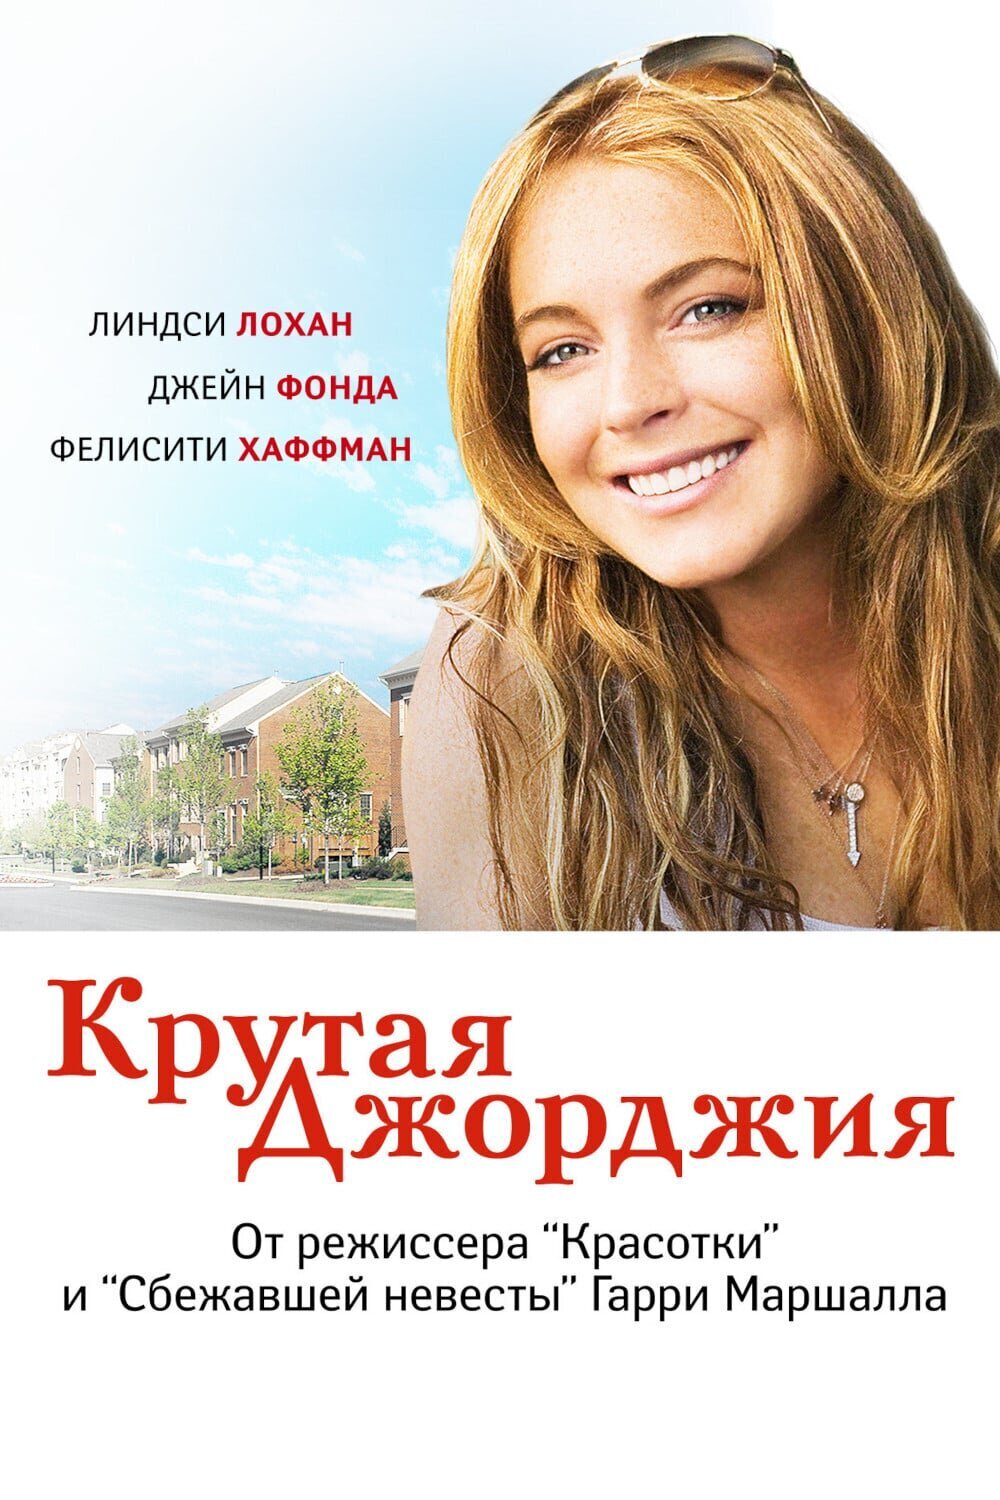 ЛИНДСИ ЛОХАН
ДЖЕЙН ФОНДА
ФЕЛИСИТИ ХАФФМАН
Крутая
Джорджия
От режиссера “Красотки”
и “Сбежавшей невесты” Гарри Маршалла